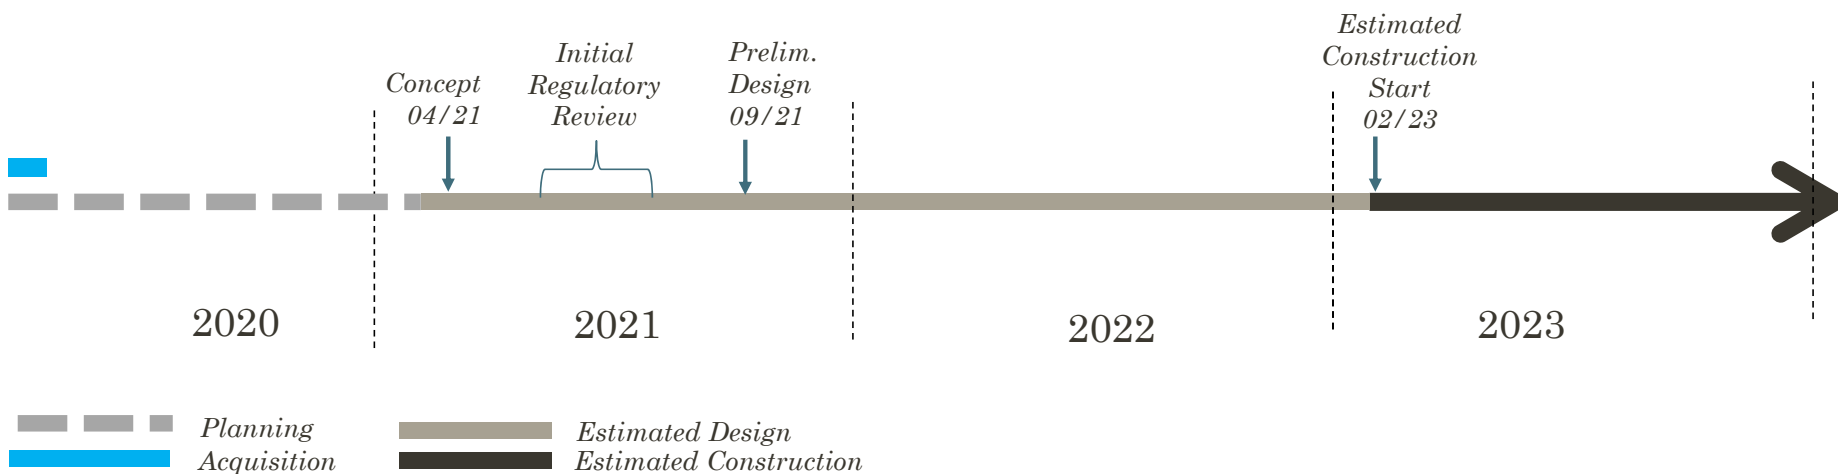 Concept
04/21
Initial
Regulatory
Review
Prelim.
Design
09/21
Estimated
Construction
Start
02/23
2020
2021
2022
2023
Planning
Acquisition
Estimated Design
Estimated Construction